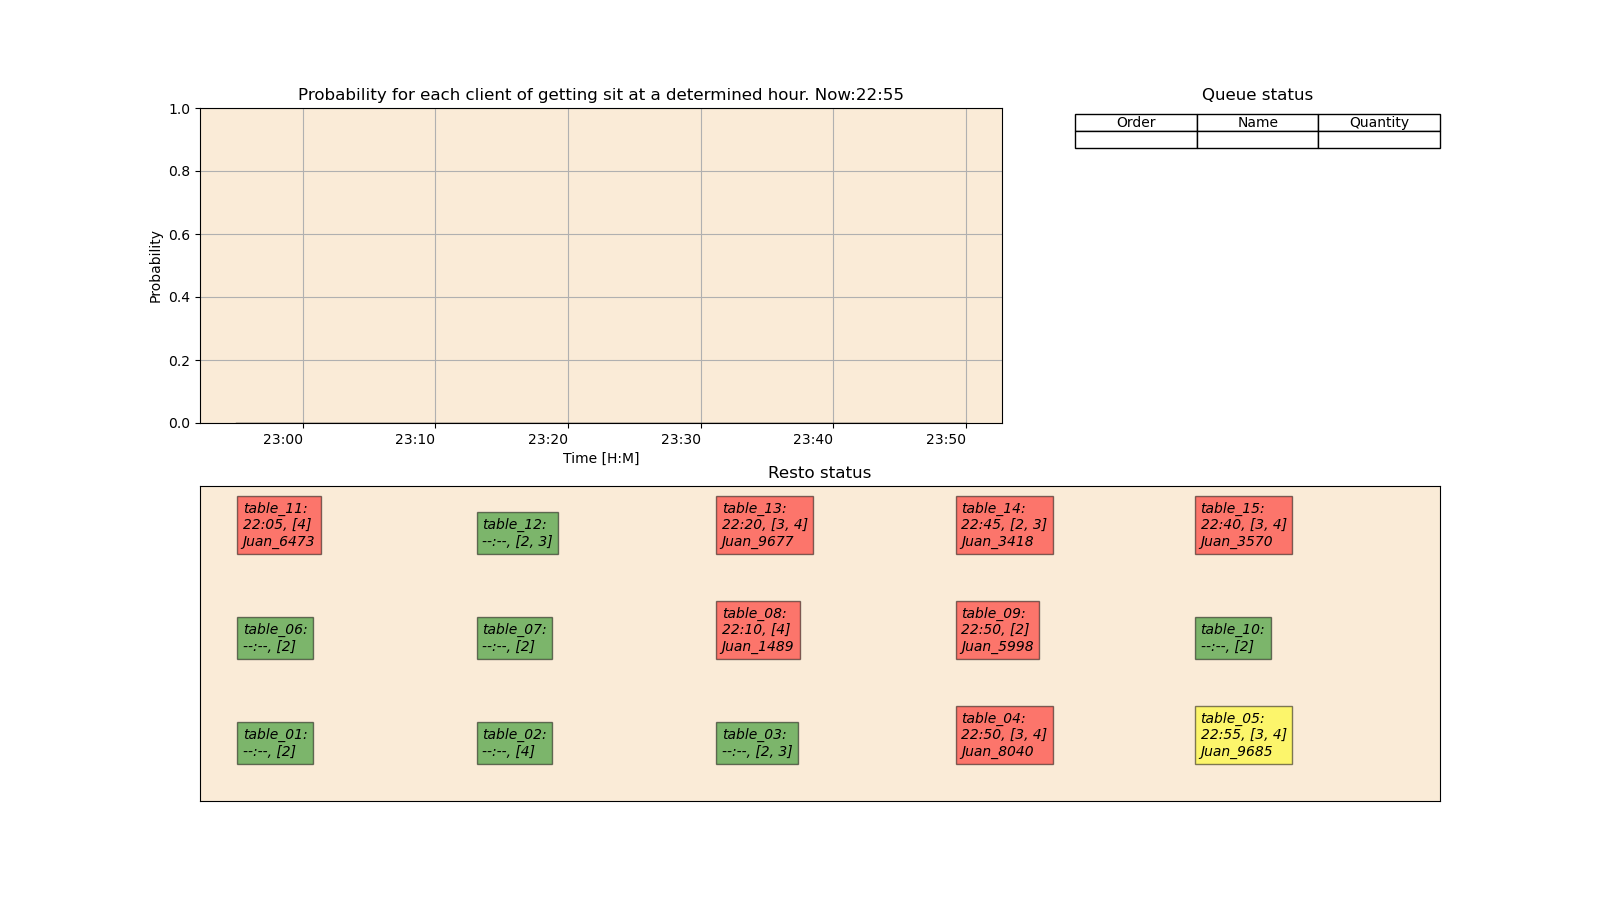 Probability for each client of getting sit at a determined hour. Now:22:55
1.0
0.8
0.6
0.4
0.2
0.0
Probability
23:00 23:10 23:20 23:30 23:40 23:50
Time [H:M]
Queue status
Order Name Quantity
Resto status
table_11:
22:05, [4]
Juan_6473
table_12:
--:--, [2, 3]
table_13:
22:20, [3, 4]
Juan_9677
table_14:
22:45, [2, 3]
Juan_3418
table_15:
22:40, [3, 4]
Juan_3570
table_06:
--:--, [2]
table_07:
--:--, [2]
table_08:
22:10, [4]
Juan_1489
table_09:
22:50, [2]
Juan_5998
table_10:
--:--, [2]
table_01:
--:--, [2]
table_02:
--:--, [4]
table_03:
--:--, [2, 3]
table_04:
22:50, [3, 4]
Juan_8040
table_05:
22:55, [3, 4]
Juan_9685